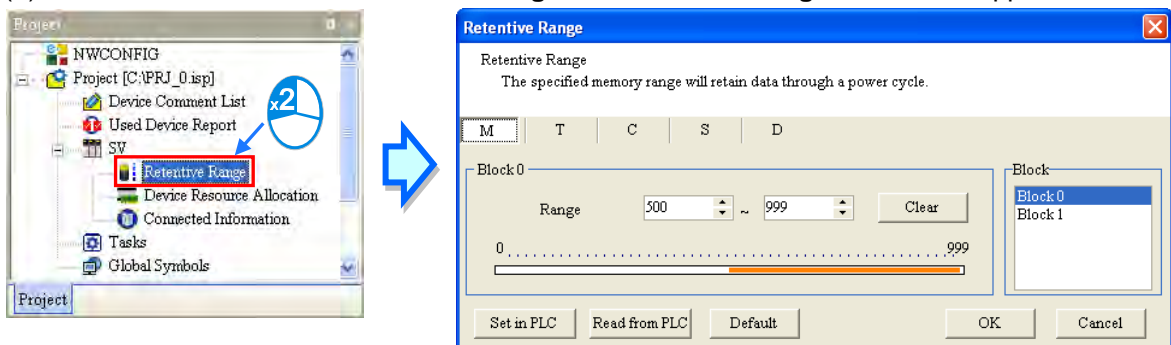 Project
NWCONFIG
Project [C:\PRJ_0.isp]
Device Comment List
Used Device Report
SV
Retentive Range
Device Resource Allocation
Connected Information
Tasks
Global Symbols
Project
x2
Retentive Range
Retentive Range
The specified memory range will retain data through a power cycle.
M T C S D
Block 0
Range 500 ~ 999 Clear
0 999
Block
Block 0
Block 1
Set in PLC Read from PLC Default OK Cancel